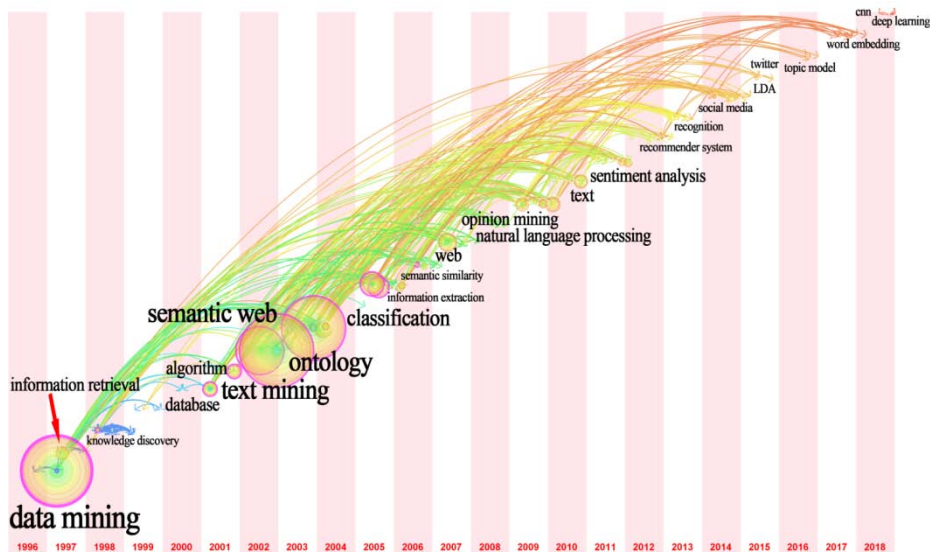 cnn
deep learning
word embedding
topic model
twitter
LDA
social media
recognition
recommender system
sentiment analysis
text
opinion mining
natural language processing
web
semantic similarity
information extraction
semantic web
classification
ontology
algorithm
text mining
information retrieval
database
knowledge discovery
data mining
1996 1997 1998 1999 2000 2001 2002 2003 2004 2005 2006 2007 2008 2009 2010 2011 2012 2013 2014 2015 2016 2017 2018